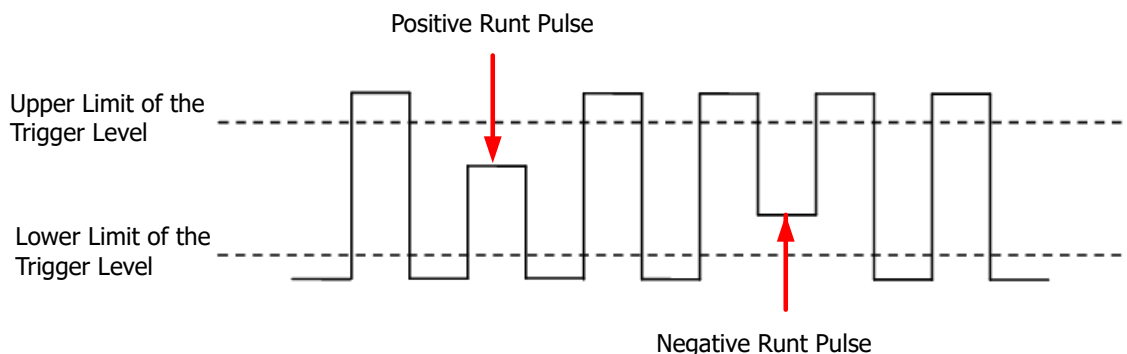 Positive Runt Pulse
Upper Limit of the
Trigger Level
Lower Limit of the
Trigger Level
Negative Runt Pulse